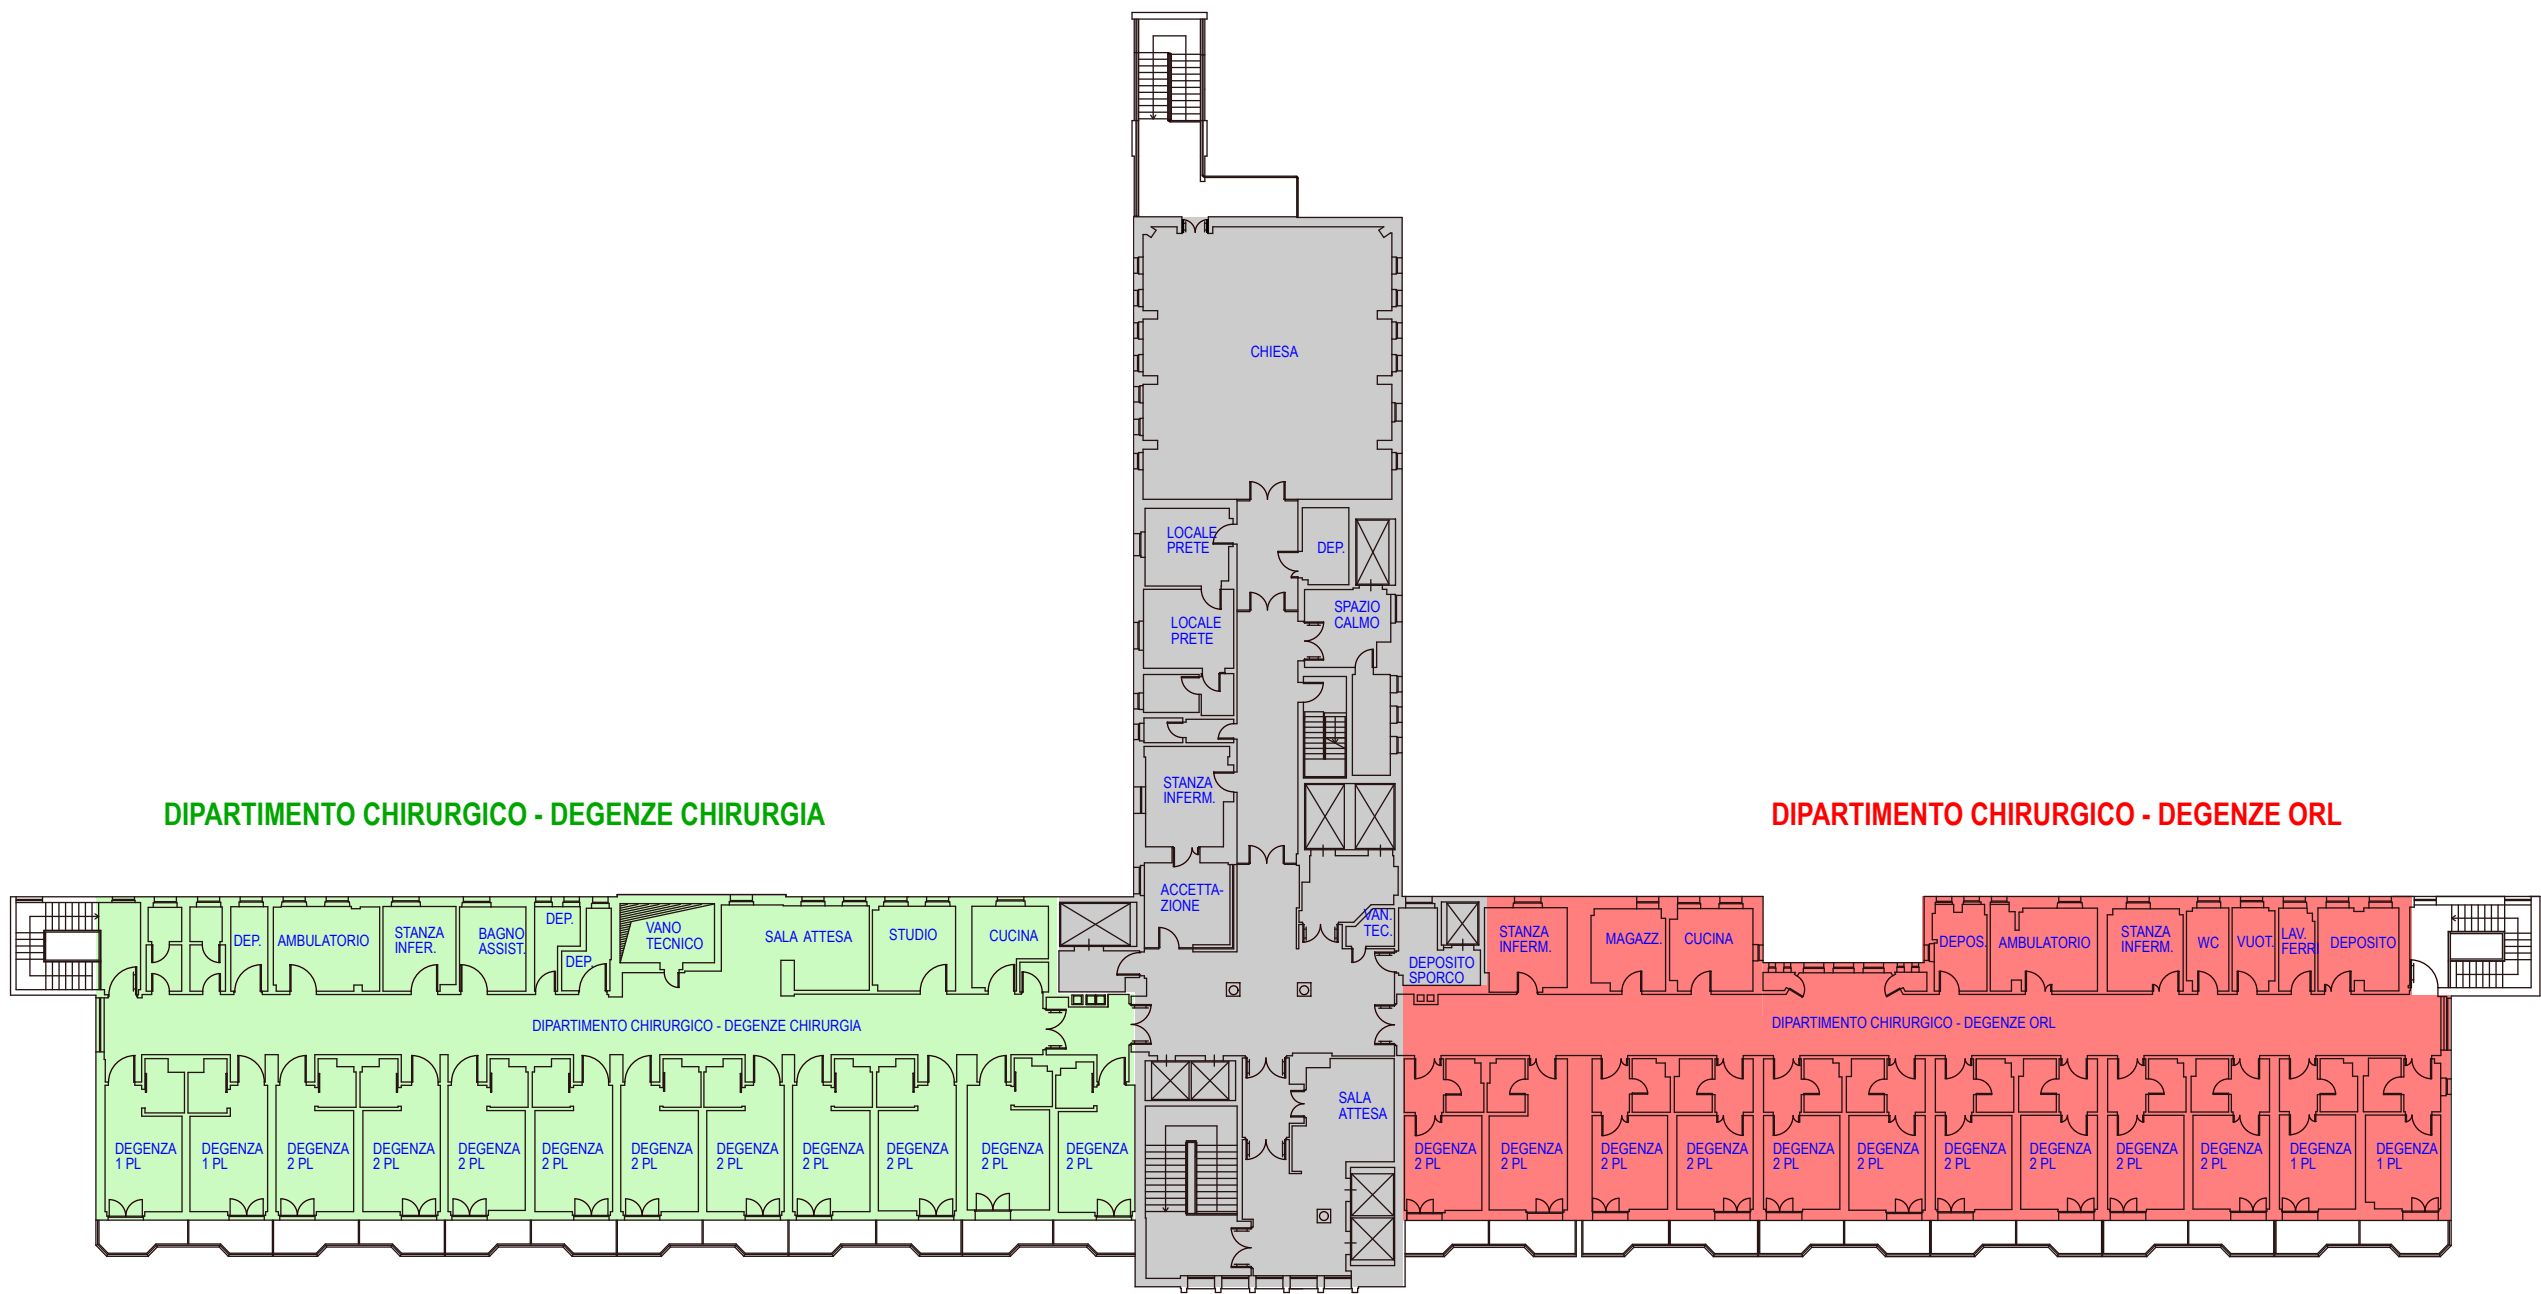 CHIESA
LOCALE
PRETE
DEP.
LOCALE
PRETE
SPAZIO
CALMO
STANZA
INFERM.
DIPARTIMENTO CHIRURGICO - DEGENZE CHIRURGIA
DIPARTIMENTO CHIRURGICO - DEGENZE ORL
ACCETTA-
ZIONE
VAN.
TEC.
DEP.
AMBULATORIO
STANZA
INFER.
BAGNO
ASSIST.
DEP.
DEP.
VANO
TECNICO
SALA ATTESA
STUDIO
CUCINA
DEPOSITO
SPORCO
STANZA
INFERM.
MAGAZZ.
CUCINA
DEPOS.
AMBULATORIO
STANZA
INFERM.
WC
VUOT.
LAV.
FERRI
DEPOSITO
DIPARTIMENTO CHIRURGICO - DEGENZE CHIRURGIA
DIPARTIMENTO CHIRURGICO - DEGENZE ORL
SALA
ATTESA
DEGENZA
1 PL
DEGENZA
1 PL
DEGENZA
2 PL
DEGENZA
2 PL
DEGENZA
2 PL
DEGENZA
2 PL
DEGENZA
2 PL
DEGENZA
2 PL
DEGENZA
2 PL
DEGENZA
2 PL
DEGENZA
2 PL
DEGENZA
2 PL
DEGENZA
2 PL
DEGENZA
2 PL
DEGENZA
2 PL
DEGENZA
2 PL
DEGENZA
2 PL
DEGENZA
2 PL
DEGENZA
2 PL
DEGENZA
2 PL
DEGENZA
2 PL
DEGENZA
2 PL
DEGENZA
1 PL
DEGENZA
1 PL